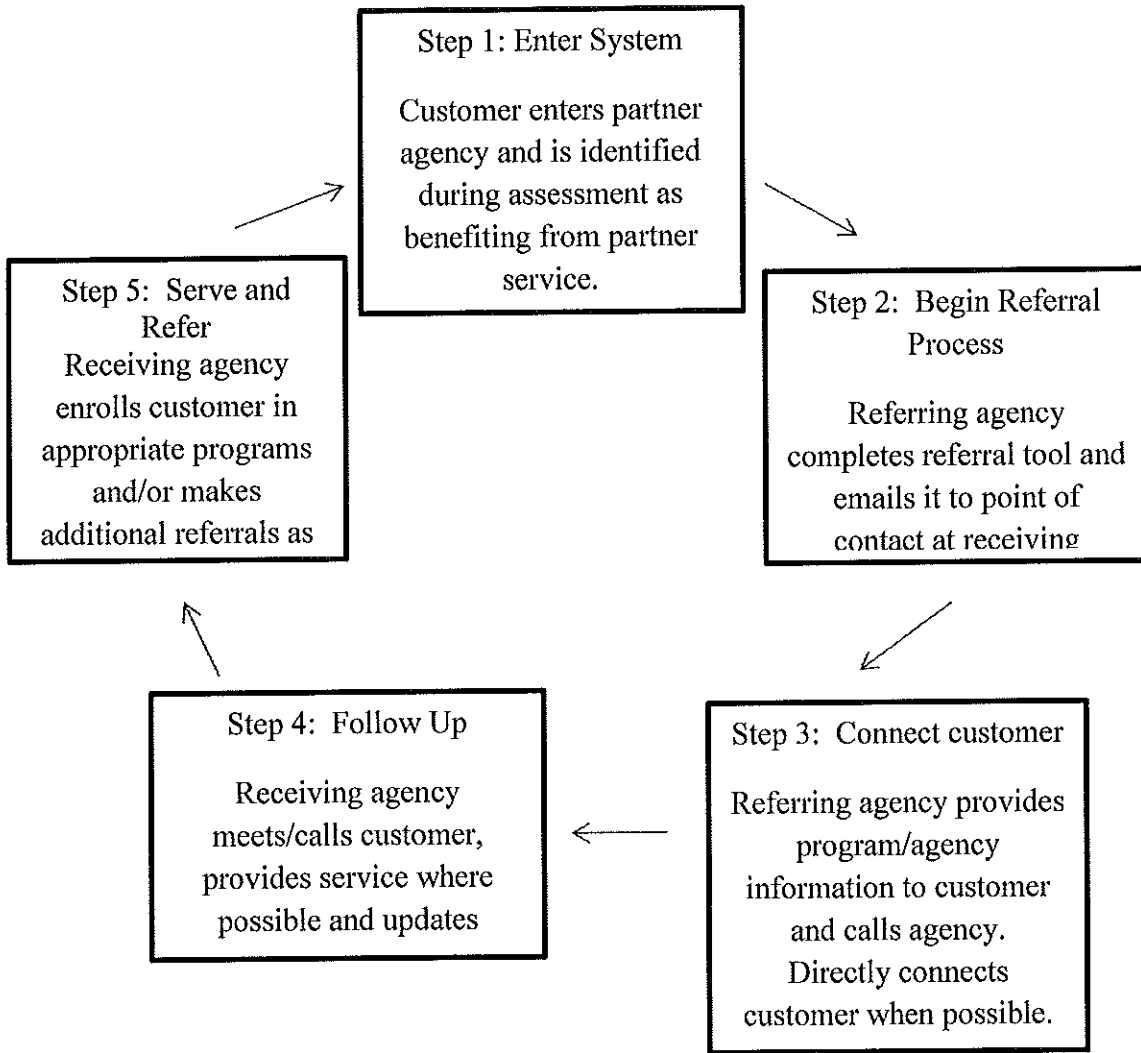 Step 1: Enter System
Customer enters partner
agency and is identified
during assessment as
benefiting from partner
service.
Step 2:  Begin Referral
Process
Referring agency
completes referral tool and
emails it to point of
contact at receiving
Step 3:  Connect customer
Referring agency provides
program/agency
information to customer
and calls agency.
Directly connects
customer when possible.
Step 4:  Follow Up
Receiving agency
meets/calls customer,
provides service where
possible and updates
Step 5:  Serve and
Refer
Receiving agency
enrolls customer in
appropriate programs
and/or makes
additional referrals as